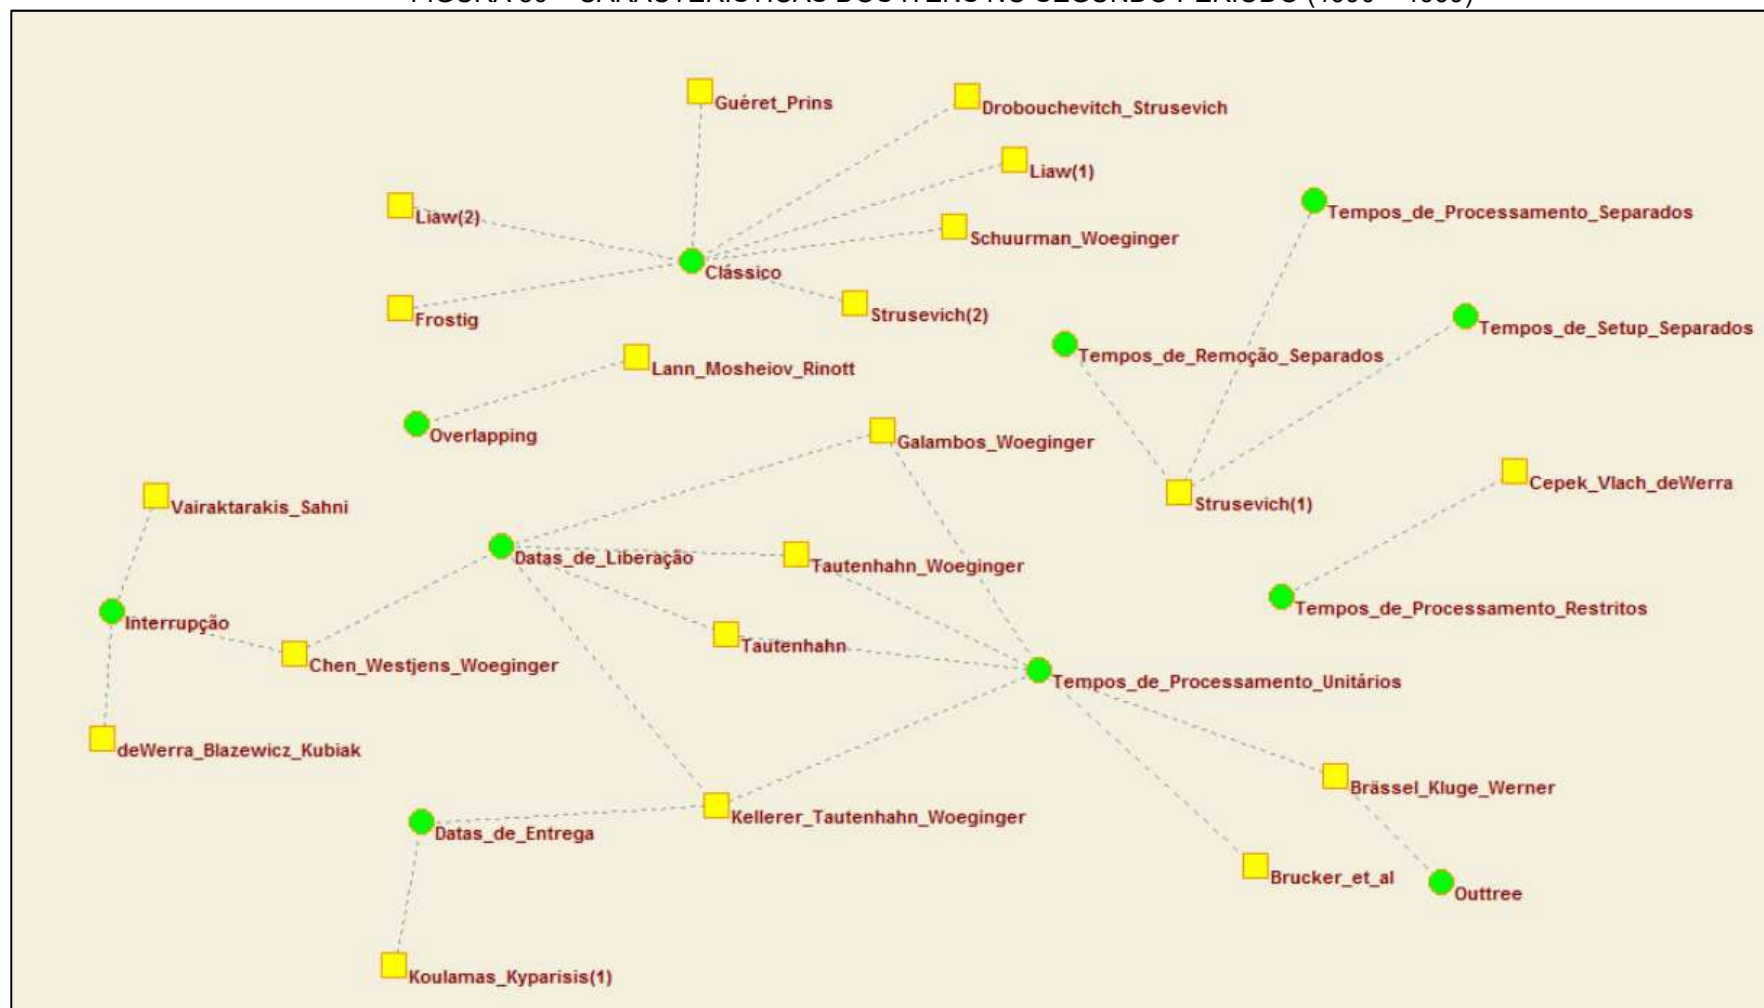 Guéret_Prins
Drobouchevitch_Strusevich
Liaw(1)
Tempos_de_Processamento_Separados
Liaw(2)
Schuurman_Woeginger
Clássico
Strusevich(2)
Frostig
Tempos_de_Setup_Separados
Tempos_de_Remoção_Separados
Lann_Mosheiov_Rinott
Overlapping
Galambos_Woeginger
Cepek_Vlach_deWerra
Vairaktarakis_Sahni
Strusevich(1)
Datas_de_Liberação
Tautenhahn_Woeginger
Tempos_de_Processamento_Restritos
Interrupção
Tautenhahn
Chen_Westjens_Woeginger
Tempos_de_Processamento_Unitários
deWerra_Blazewicz_Kubiak
Brässel_Kluge_Werner
Kellerer_Tautenhahn_Woeginger
Datas_de_Entrega
Brucker_et_al
Outtree
Koulamas_Kyparisis(1)